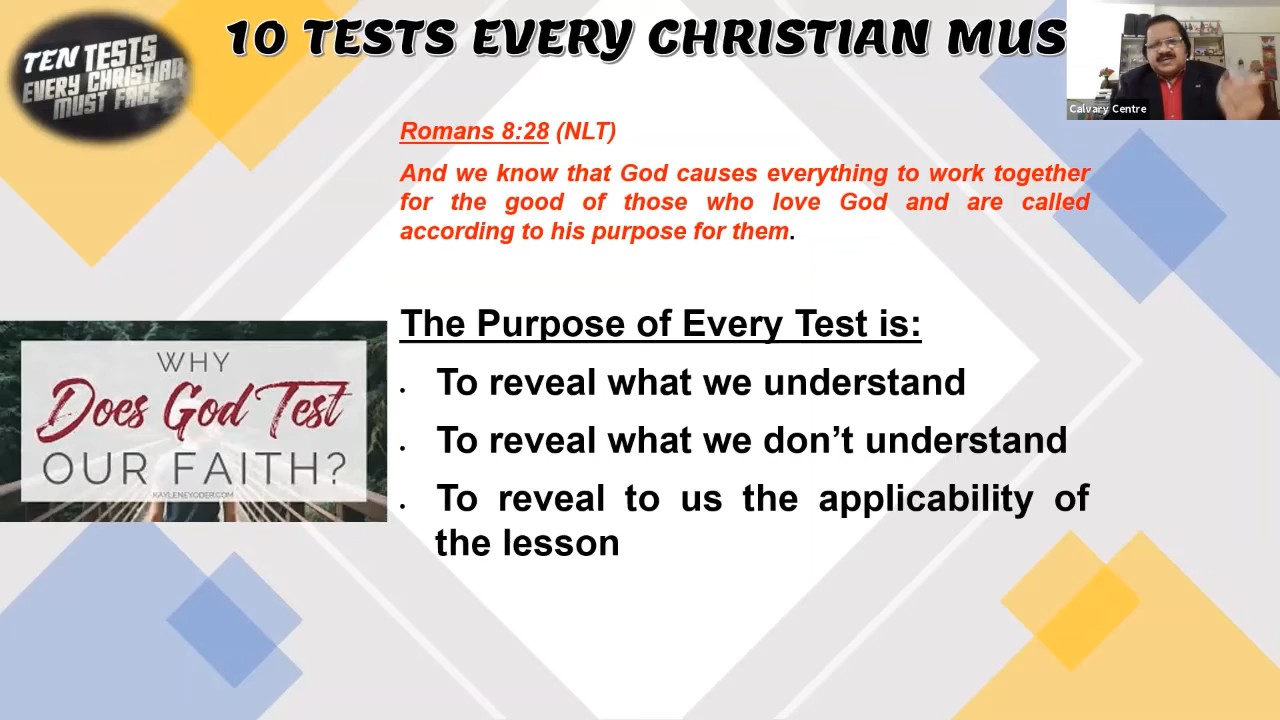 10 TESTS EVERY CHRISTIAN MUS
TEN TESTS
EVERY CHRISTIAN
MUST FACE
Calvary Centre
Romans 8:28 (NLT)
And we know that God causes everything to work together
for the good of those who love God and are called
according to his purpose for them.
The Purpose of Every Test is:
• To reveal what we understand
• To reveal what we don’t understand
• To reveal to us the applicability of
the lesson
WHY
Does God Test
OUR FAITH?
KAYLENEYODER.COM